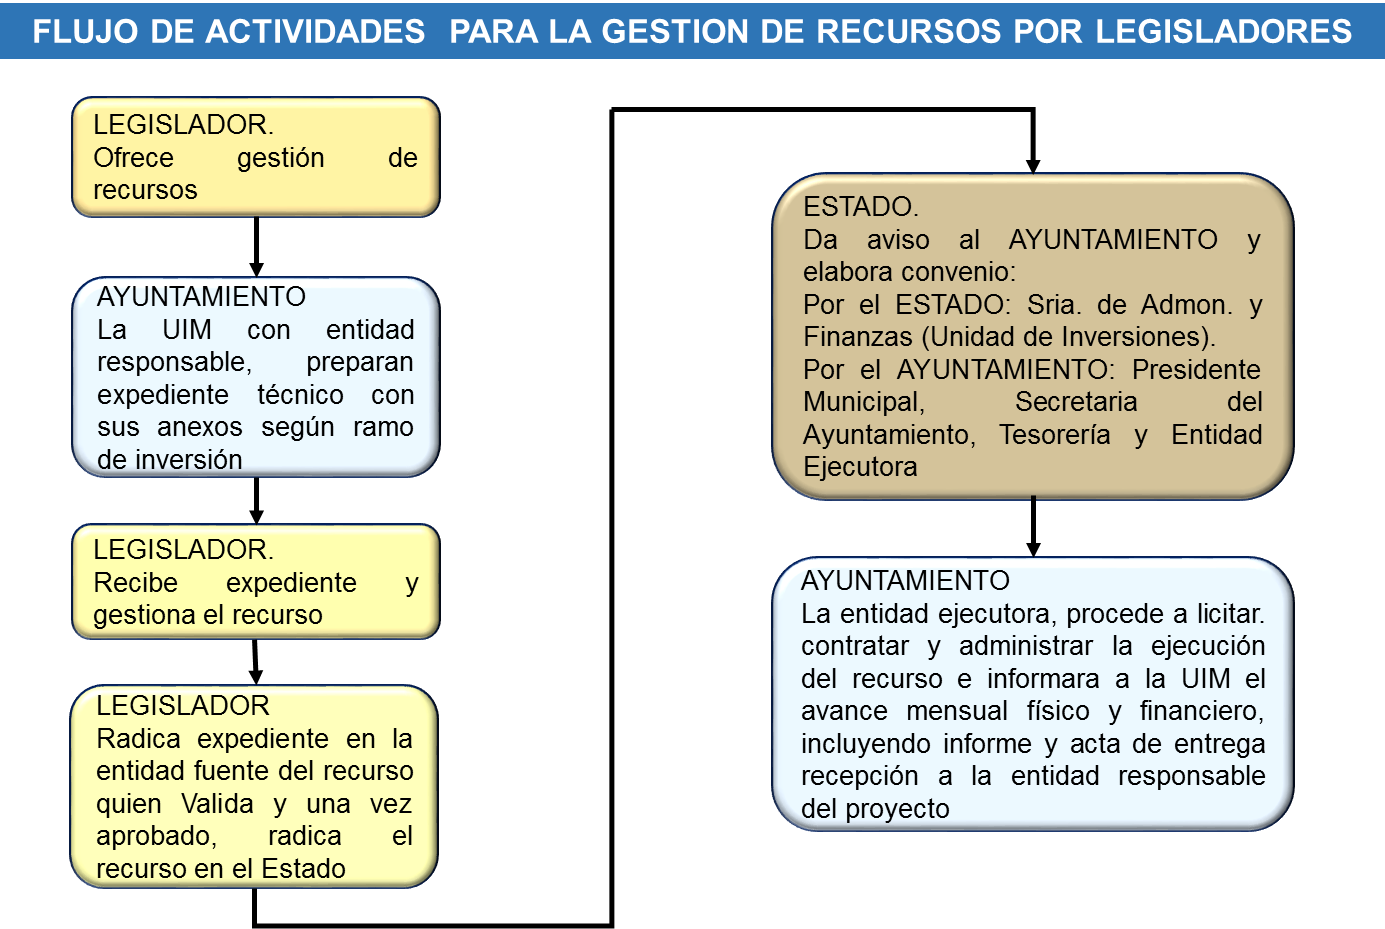 FLUJO DE ACTIVIDADES  PARA LA GESTION DE RECURSOS POR LEGISLADORES
LEGISLADOR.
Ofrece gestión de
recursos
AYUNTAMIENTO
La UIM con entidad
responsable, preparan
expediente técnico con
sus anexos según ramo
de inversión
LEGISLADOR.
Recibe expediente y
gestiona el recurso
LEGISLADOR
Radica expediente en la
entidad fuente del recurso
quien Valida y una vez
aprobado, radica el
recurso en el Estado
ESTADO.
Da aviso al AYUNTAMIENTO y
elabora convenio:
Por el ESTADO: Sria. de Admon. y
Finanzas (Unidad de Inversiones).
Por el AYUNTAMIENTO: Presidente
Municipal, Secretaria del
Ayuntamiento, Tesorería y Entidad
Ejecutora
AYUNTAMIENTO
La entidad ejecutora, procede a licitar.
contratar y administrar la ejecución
del recurso e informara a la UIM el
avance mensual físico y financiero,
incluyendo informe y acta de entrega
recepción a la entidad responsable
del proyecto